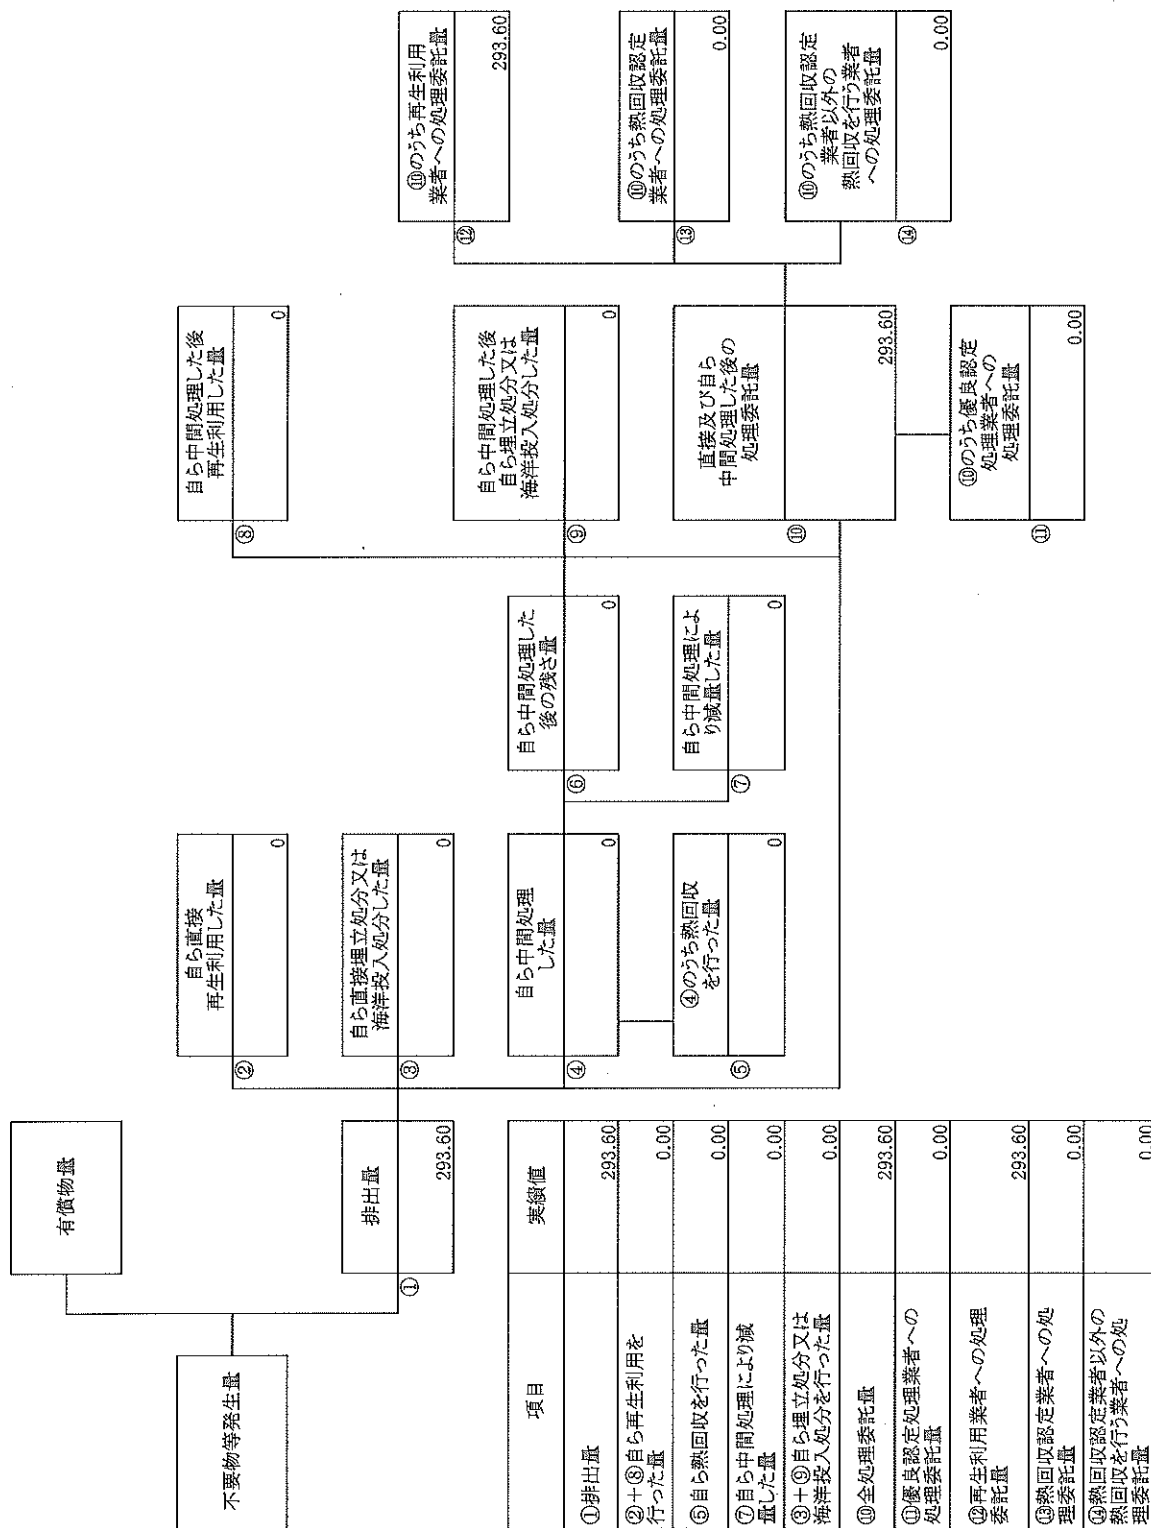 有償物量
不要物等発生量
排出量
①
293.60
自ら直接
再生利用した量
②
0
自ら直接埋立処分又は
海洋投入処分した量
③
0
自ら中間処理
した量
④
0
④のうち熱回収
を行った量
⑤
0
自ら中間処理した
後の残さ量
⑥
0
自ら中間処理によ
り減量した量
⑦
0
自ら中間処理した後
再生利用した量
⑧
0
自ら中間処理した後
自ら埋立処分又は
海洋投入処分した量
⑨
0
直接及び自ら
中間処理した後の
処理委託量
⑩
293.60
⑩のうち優良認定
処理業者への
処理委託量
⑪
0.00
⑩のうち再生利用
業者への処理委託量
⑫
293.60
⑩のうち熱回収認定
業者への処理委託量
⑬
0.00
⑩のうち熱回収認定
業者以外の
熱回収を行う業者
への処理委託量
⑭
0.00
項目 実績値
①排出量 293.60
②+⑧自ら再生利用を
行った量 0.00
⑤自ら熱回収を行った量 0.00
⑦自ら中間処理により減
量した量 0.00
③+⑨自ら埋立処分又は
海洋投入処分を行った量 0.00
⑩全処理委託量 293.60
⑪優良認定処理業者への
処理委託量 0.00
⑫再生利用業者への処理
委託量 293.60
⑬熱回収認定業者への処
理委託量 0.00
⑭熱回収認定業者以外の
熱回収を行う業者への処
理委託量 0.00